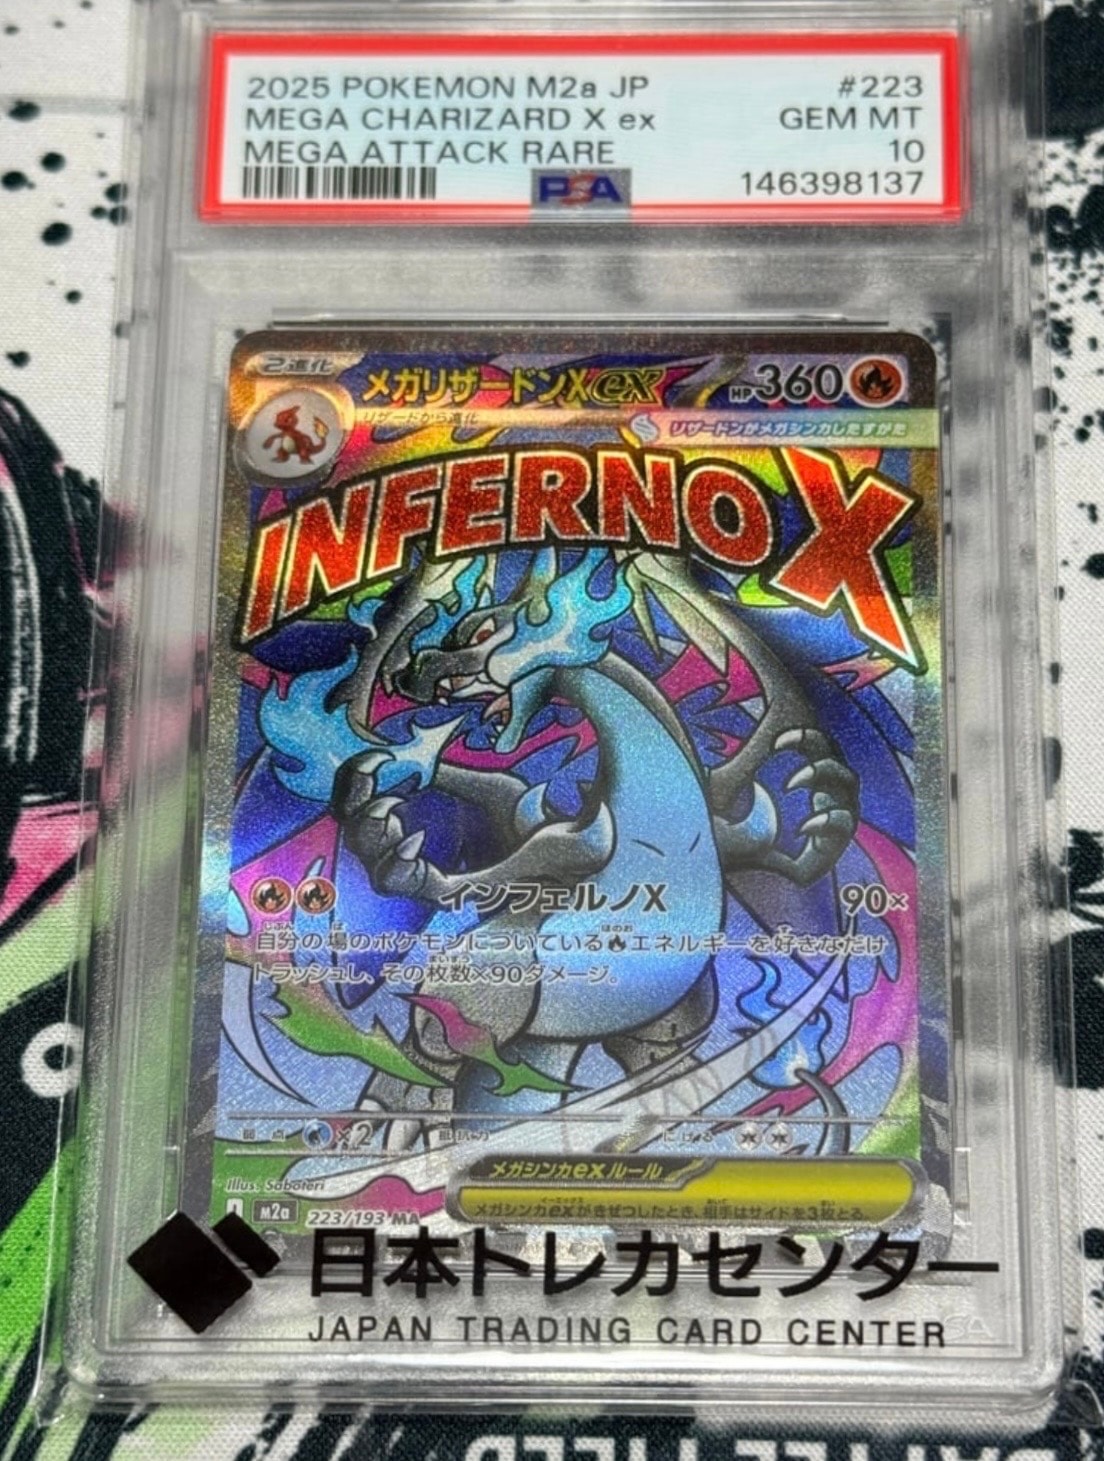 2025 POKEMON M2a JP #223
MEGA CHARIZARD X ex GEM MT
MEGA ATTACK RARE 10
PSA 146398137
2進化 メガリザードンXex HP360
リザードから進化 リザードンがメガシンカしたすがた
INFERNO X
インフェルノX 90×
自分の場のポケモンについているエネルギーを好きなだけ
トラッシュし、その枚数×90ダメージ。
弱点 ×2 抵抗力 にげる
メガシンカexルール
メガシンカexがきぜつしたとき、相手はサイドを3枚とる。
Illus. Saboteri
M2a 223/193 MA
日本トレカセンター
JAPAN TRADING CARD CENTER